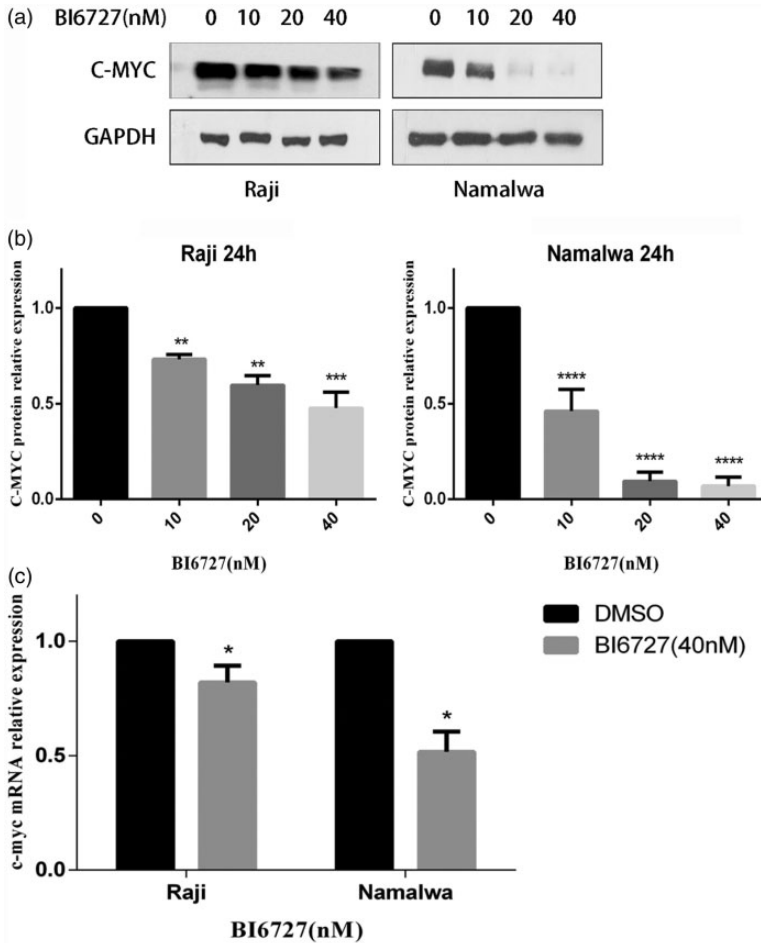 (a)
BI6727(nM) 0 10 20 40 0 10 20 40
C-MYC
GAPDH
Raji Namalwa
(b)
Raji 24h
C-MYC protein relative expression
1.0
0.5
0.0
** ** ***
0 10 20 40
BI6727(nM)
Namalwa 24h
C-MYC protein relative expression
1.0
0.5
0.0
**** **** ****
0 10 20 40
BI6727(nM)
(c)
c-myc mRNA relative expression
1.0
0.5
0.0
* *
Raji Namalwa
BI6727(nM)
DMSO
BI6727(40nM)